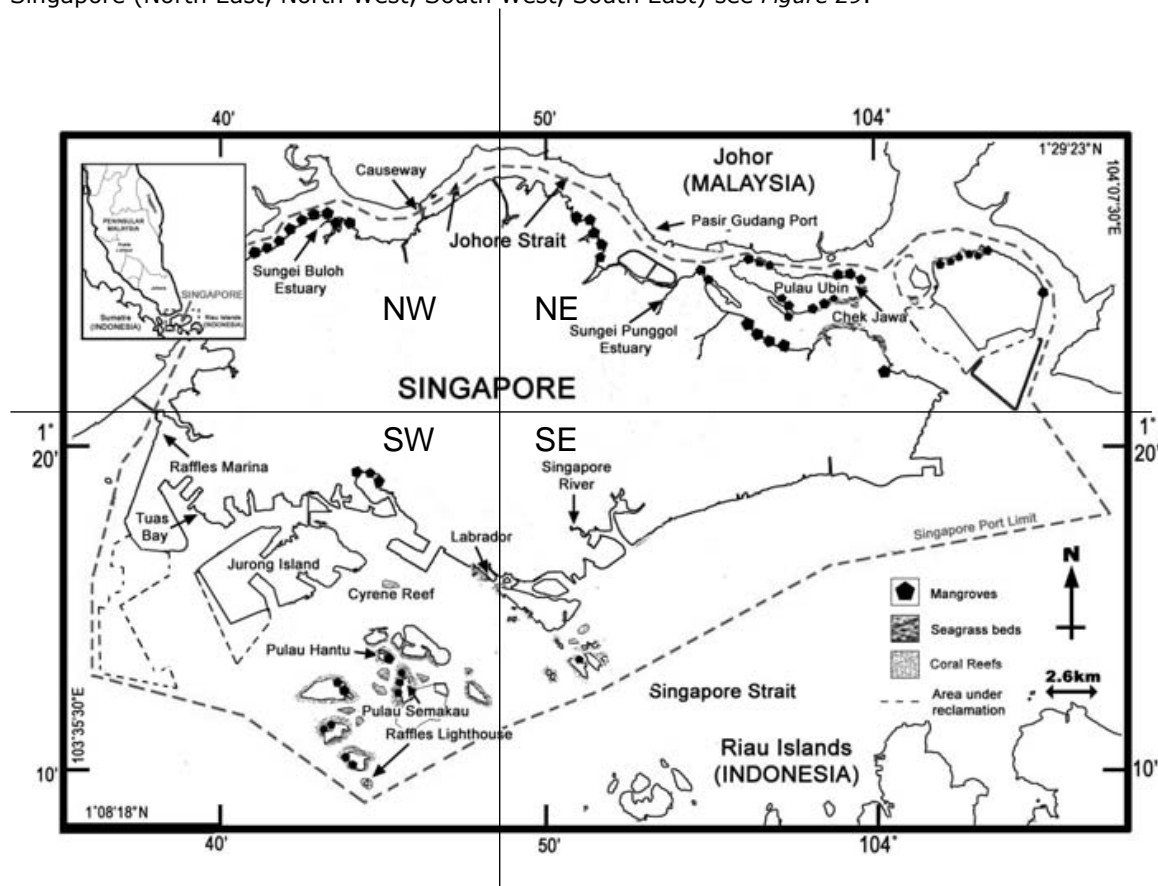 Singapore (North East, North West, South West, South East) see Figure 29.
40'
50'
104°
1°29'23"N
104°07'30"E
Johor
(MALAYSIA)
Causeway
Pasir Gudang Port
Johore Strait
PENINSULAR
MALAYSIA
SINGAPORE
Sumatra
(INDONESIA)
Riau Islands
(INDONESIA)
Sungei Buloh
Estuary
Pulau Ubin
Chek Jawa
NW
NE
Sungei Punggol
Estuary
SINGAPORE
SW
SE
1°
20'
1°
20'
Raffles Marina
Singapore
River
Tuas
Bay
Labrador
Singapore Port Limit
Jurong Island
Cyrene Reef
N
Mangroves
Seagrass beds
Coral Reefs
Area under
reclamation
2.6km
Pulau Hantu
Pulau Semakau
Raffles Lighthouse
Singapore Strait
Riau Islands
(INDONESIA)
103°35'30"E
10'
10'
1°08'18"N
40'
50'
104°